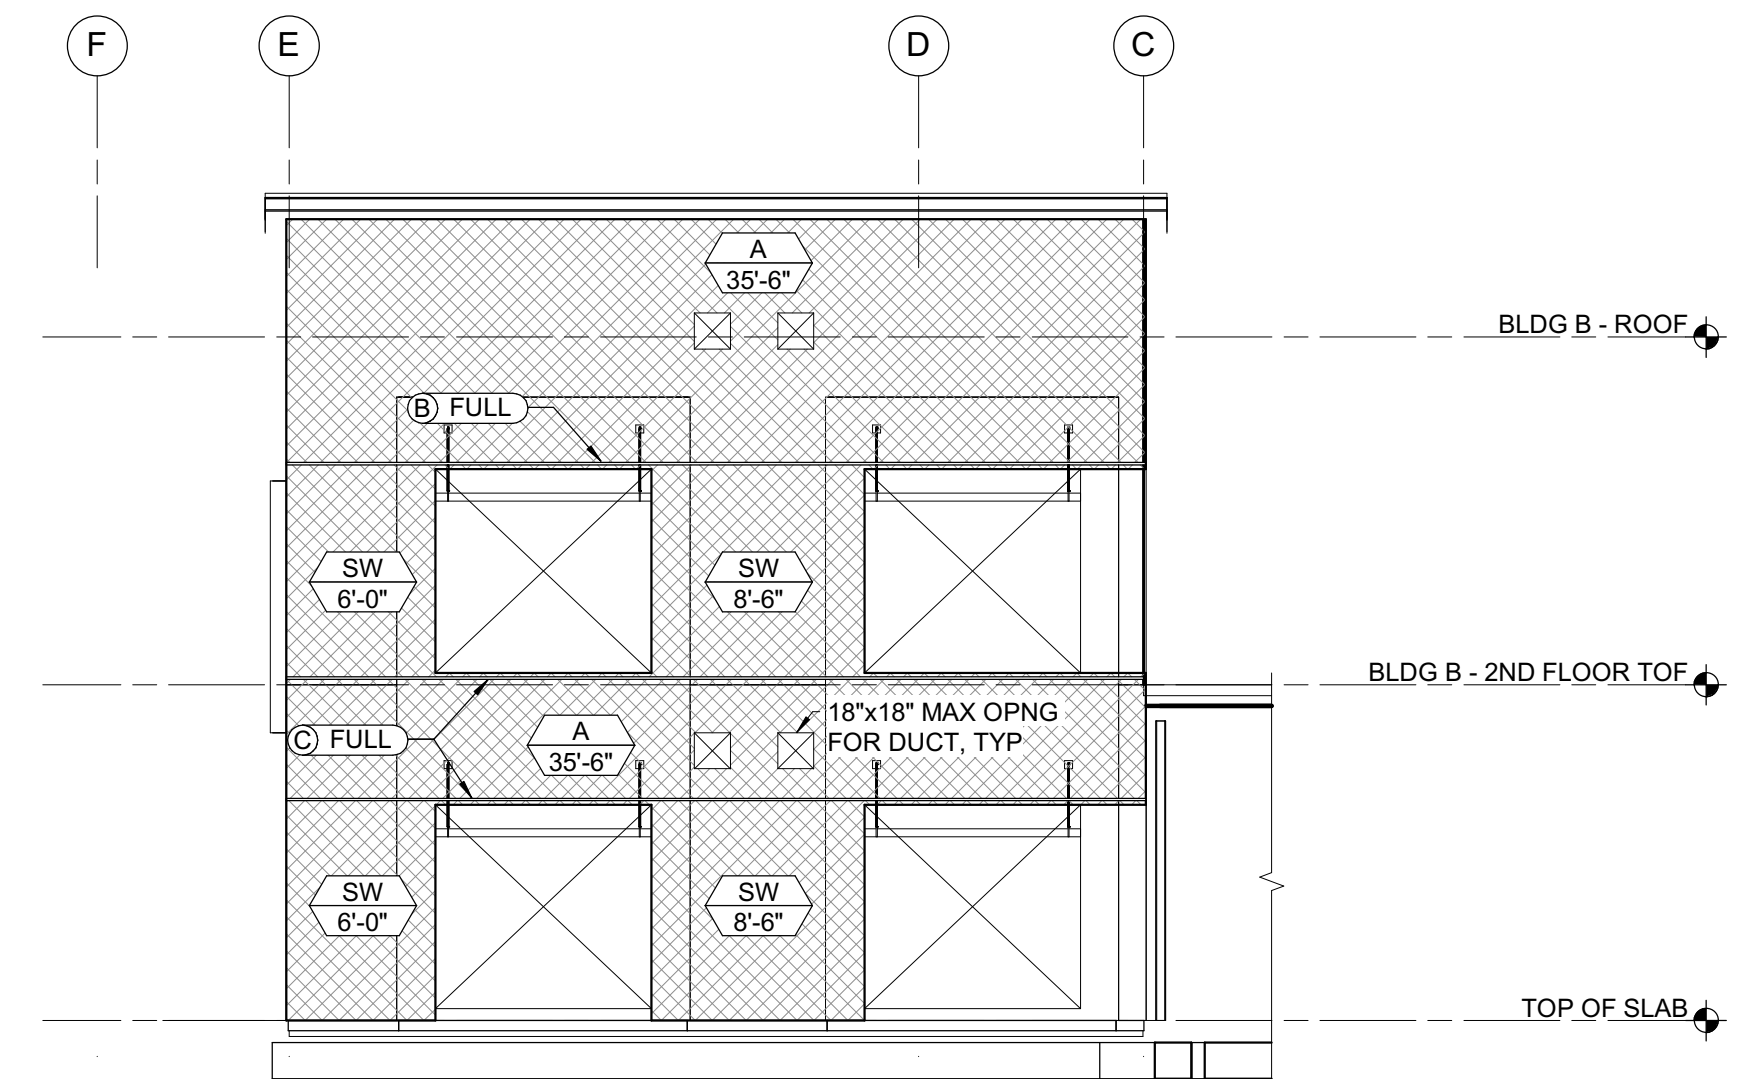 F
E
D
C
A
35'-6"
BLDG B - ROOF
B FULL
SW
6'-0"
SW
8'-6"
BLDG B - 2ND FLOOR TOF
C FULL
A
35'-6"
18"x18" MAX OPNG
FOR DUCT, TYP
SW
6'-0"
SW
8'-6"
TOP OF SLAB